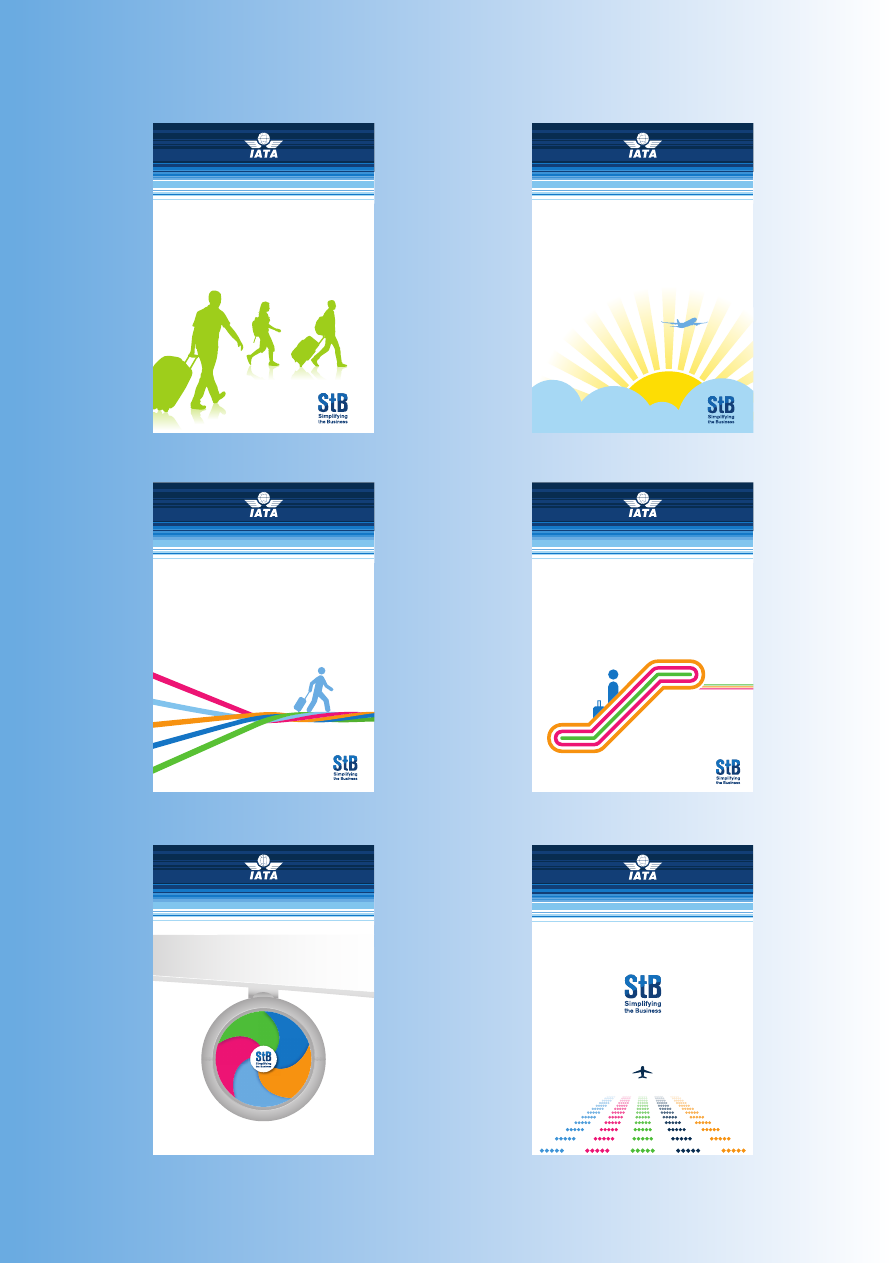 IATA
StB
Simplifying
the Business
IATA
StB
Simplifying
the Business
IATA
StB
Simplifying
the Business
IATA
StB
Simplifying
the Business
IATA
StB
Simplifying
the Business
IATA
StB
Simplifying
the Business